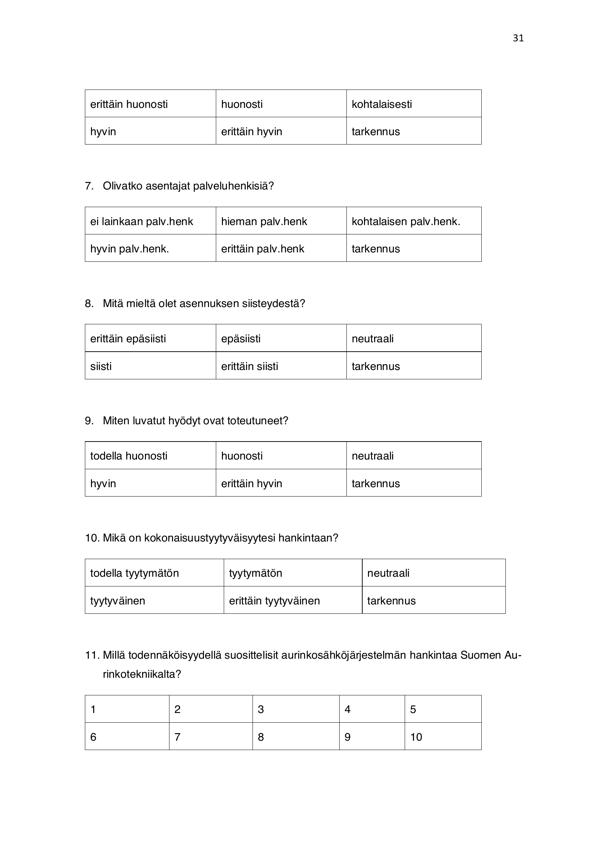 31
erittäin huonosti huonosti kohtalaisesti
hyvin erittäin hyvin tarkennus
7. Olivatko asentajat palveluhenkisiä?
ei lainkaan palv.henk hieman palv.henk kohtalaisen palv.henk.
hyvin palv.henk. erittäin palv.henk tarkennus
8. Mitä mieltä olet asennuksen siisteydestä?
erittäin epäsiisti epäsiisti neutraali
siisti erittäin siisti tarkennus
9. Miten luvatut hyödyt ovat toteutuneet?
todella huonosti huonosti neutraali
hyvin erittäin hyvin tarkennus
10. Mikä on kokonaisuustyytyväisyytesi hankintaan?
todella tyytymätön tyytymätön neutraali
tyytyväinen erittäin tyytyväinen tarkennus
11. Millä todennäköisyydellä suosittelisit aurinkosähköjärjestelmän hankintaa Suomen Au-
rinkotekniikalta?
1 2 3 4 5
6 7 8 9 10